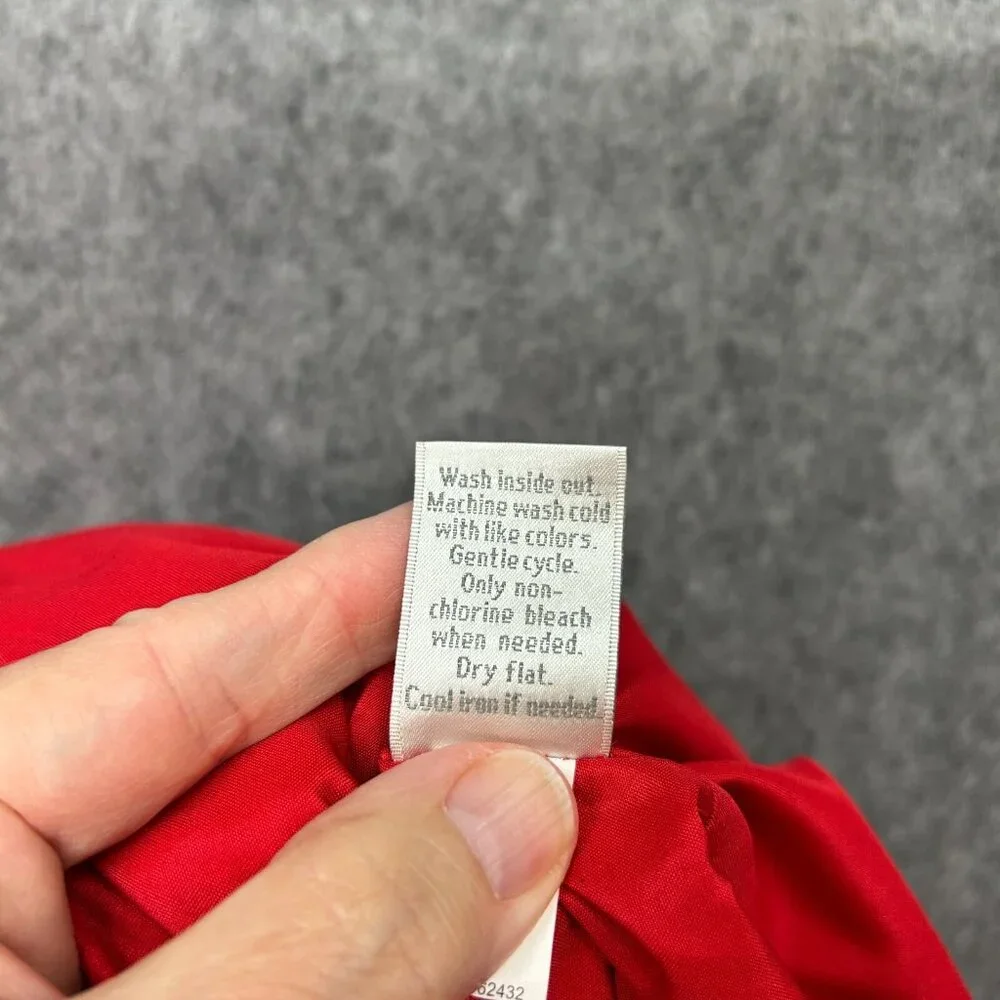 Wash inside out.
Machine wash cold
with like colors.
Gentle cycle.
Only non-
chlorine bleach
when needed.
Dry flat.
Cool iron if needed.
62432